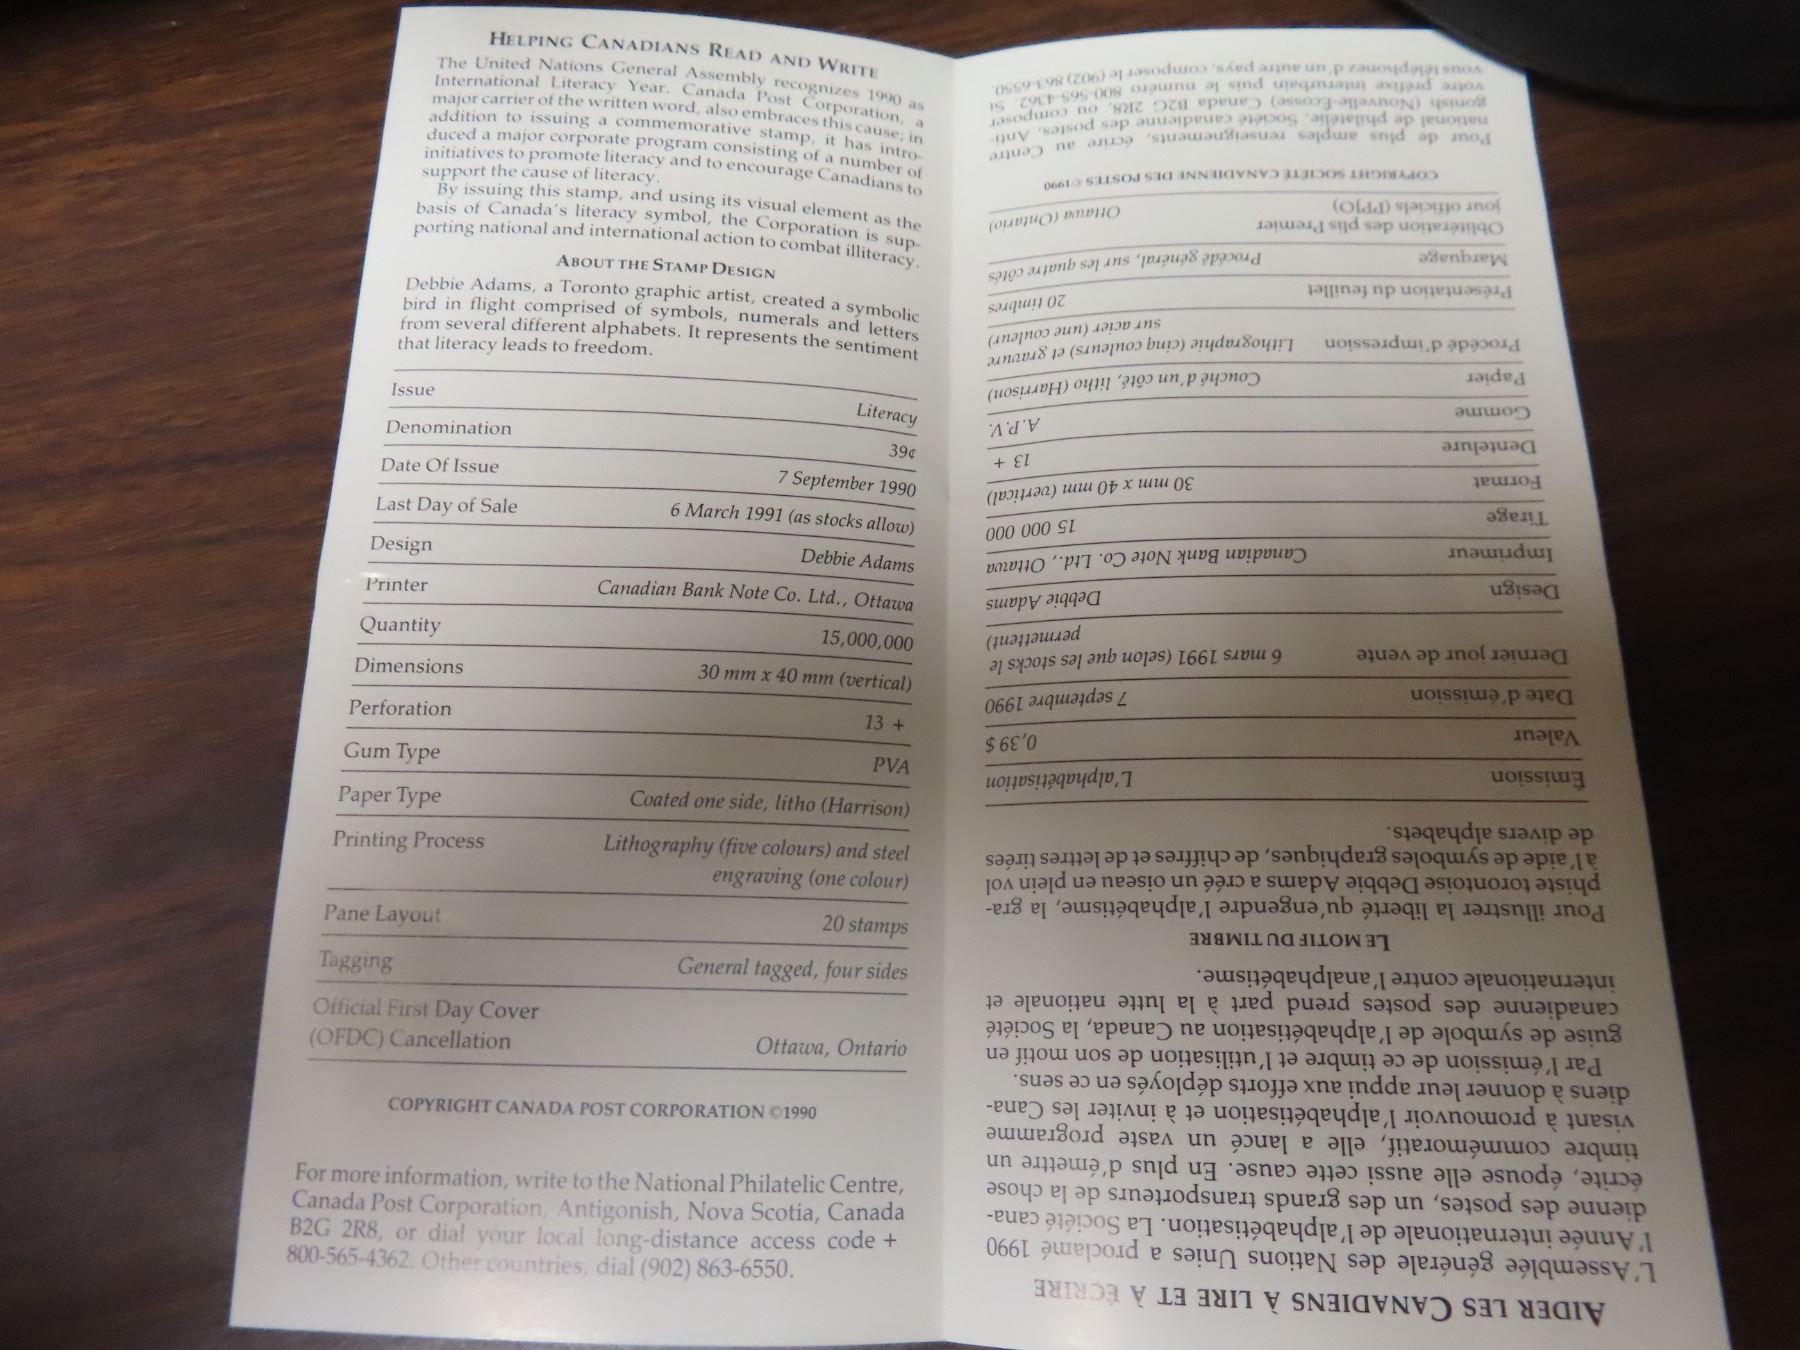 HELPING CANADIANS READ AND WRITE
The United Nations General Assembly recognizes 1990 as
International Literacy Year. Canada Post Corporation, a
major carrier of the written word, also embraces this cause; in
addition to issuing a commemorative stamp, it has intro-
duced a major corporate program consisting of a number of
initiatives to promote literacy and to encourage Canadians to
support the cause of literacy.
By issuing this stamp, and using its visual element as the
basis of Canada's literacy symbol, the Corporation is sup-
porting national and international action to combat illiteracy.
ABOUT THE STAMP DESIGN
Debbie Adams, a Toronto graphic artist, created a symbolic
bird in flight comprised of symbols, numerals and letters
from several different alphabets. It represents the sentiment
that literacy leads to freedom.
Issue Literacy
Denomination 39¢
Date Of Issue 7 September 1990
Last Day of Sale 6 March 1991 (as stocks allow)
Design Debbie Adams
Printer Canadian Bank Note Co. Ltd., Ottawa
Quantity 15,000,000
Dimensions 30 mm x 40 mm (vertical)
Perforation 13 +
Gum Type PVA
Paper Type Coated one side, litho (Harrison)
Printing Process Lithography (five colours) and steel
engraving (one colour)
Pane Layout 20 stamps
Tagging General tagged, four sides
Official First Day Cover
(OFDC) Cancellation Ottawa, Ontario
COPYRIGHT CANADA POST CORPORATION ©1990
For more information, write to the National Philatelic Centre,
Canada Post Corporation, Antigonish, Nova Scotia, Canada
B2G 2R8, or dial your local long-distance access code +
800-565-4362. Other countries, dial (902) 863-6550.
AIDER LES CANADIENS À LIRE ET À ÉCRIRE
L'Assemblée générale des Nations Unies a proclamé 1990
l'Année internationale de l'alphabétisation. La Société cana-
dienne des postes, un des grands transporteurs de la chose
écrite, épouse elle aussi cette cause. En plus d'émettre un
timbre commémoratif, elle a lancé un vaste programme
visant à promouvoir l'alphabétisation et à inviter les Cana-
diens à donner leur appui aux efforts déployés en ce sens.
Par l'émission de ce timbre et l'utilisation de son motif en
guise de symbole de l'alphabétisation au Canada, la Société
canadienne des postes prend part à la lutte nationale et
internationale contre l'analphabétisme.
LE MOTIF DU TIMBRE
Pour illustrer la liberté qu'engendre l'alphabétisme, la gra-
phiste torontoise Debbie Adams a créé un oiseau en plein vol
à l'aide de symboles graphiques, de chiffres et de lettres tirées
de divers alphabets.
Émission L'alphabétisation
Valeur 0,39 $
Date d'émission 7 septembre 1990
Dernier jour de vente 6 mars 1991 (selon que les stocks le
permettent)
Design Debbie Adams
Imprimeur Canadian Bank Note Co. Ltd., Ottawa
Tirage 15 000 000
Format 30 mm x 40 mm (vertical)
Dentelure 13 +
Gomme A.P.V.
Papier Couché d'un côté, litho (Harrison)
Procédé d'impression Lithographie (cinq couleurs) et gravure
sur acier (une couleur)
Présentation du feuillet 20 timbres
Marquage Procédé général, sur les quatre côtés
Oblitération des plis Premier
jour officiels (PPJO) Ottawa (Ontario)
COPYRIGHT SOCIÉTÉ CANADIENNE DES POSTES ©1990
Pour de plus amples renseignements, écrire au Centre
national de philatélie, Société canadienne des postes, Anti-
gonish (Nouvelle-Écosse) Canada B2G 2R8, ou composer
votre préfixe interurbain puis le numéro 800-565-4362. Si
vous téléphonez d'un autre pays, composer le (902) 863-6550.